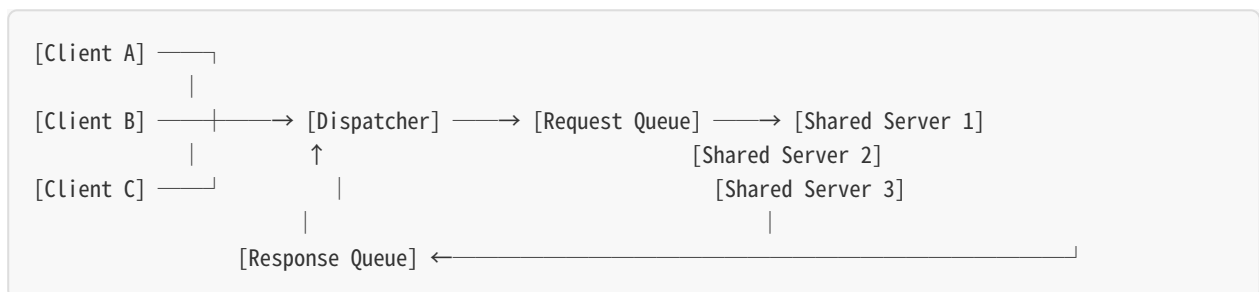 [Client A] ────┐
│
[Client B] ────┼───→ [Dispatcher] ───→ [Request Queue] ───→ [Shared Server 1]
│ ↑ [Shared Server 2]
[Client C] ────┘ │ [Shared Server 3]
│ │
[Response Queue] ←──────────────────────────────────────┘